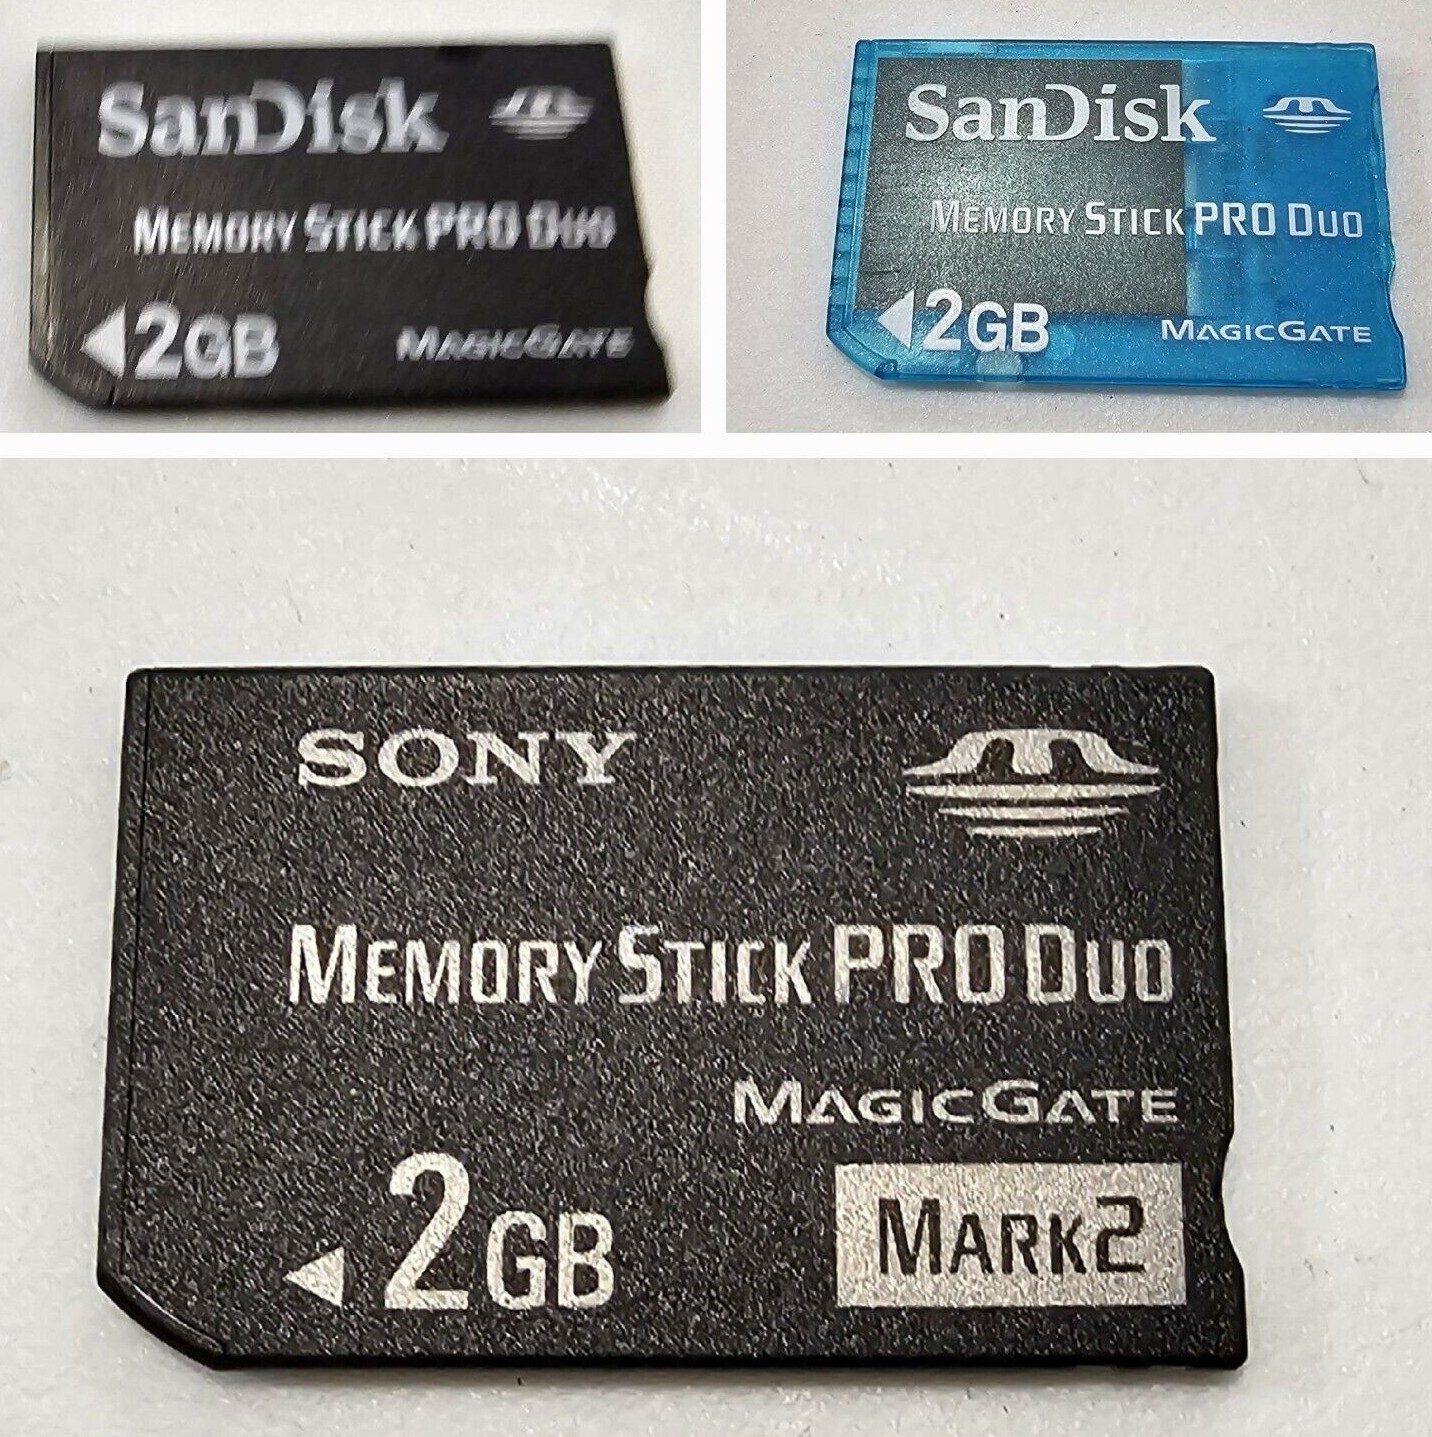 SanDisk
MEMORY STICK PRO DUO
2GB MAGICGATE
SanDisk
MEMORY STICK PRO DUO
2GB MAGICGATE
SONY
MEMORY STICK PRO DUO
MAGICGATE
2GB MARK2